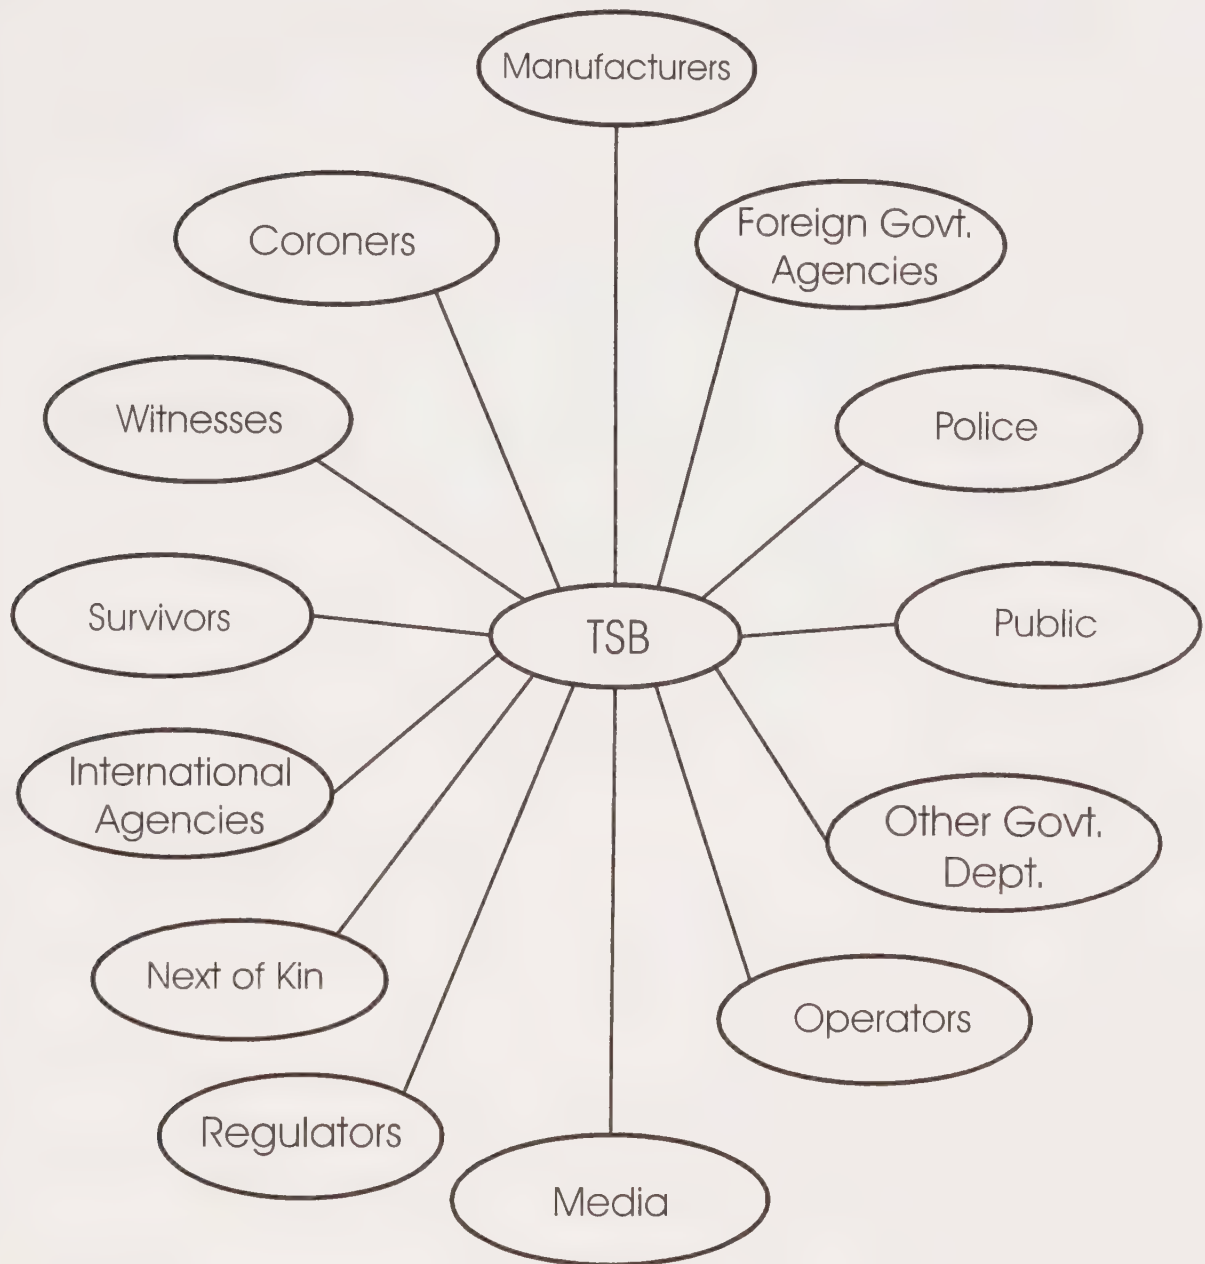 Manufacturers
Coroners
Foreign Govt.
Agencies
Witnesses
Police
Survivors
TSB
Public
International
Agencies
Other Govt.
Dept.
Next of Kin
Operators
Regulators
Media